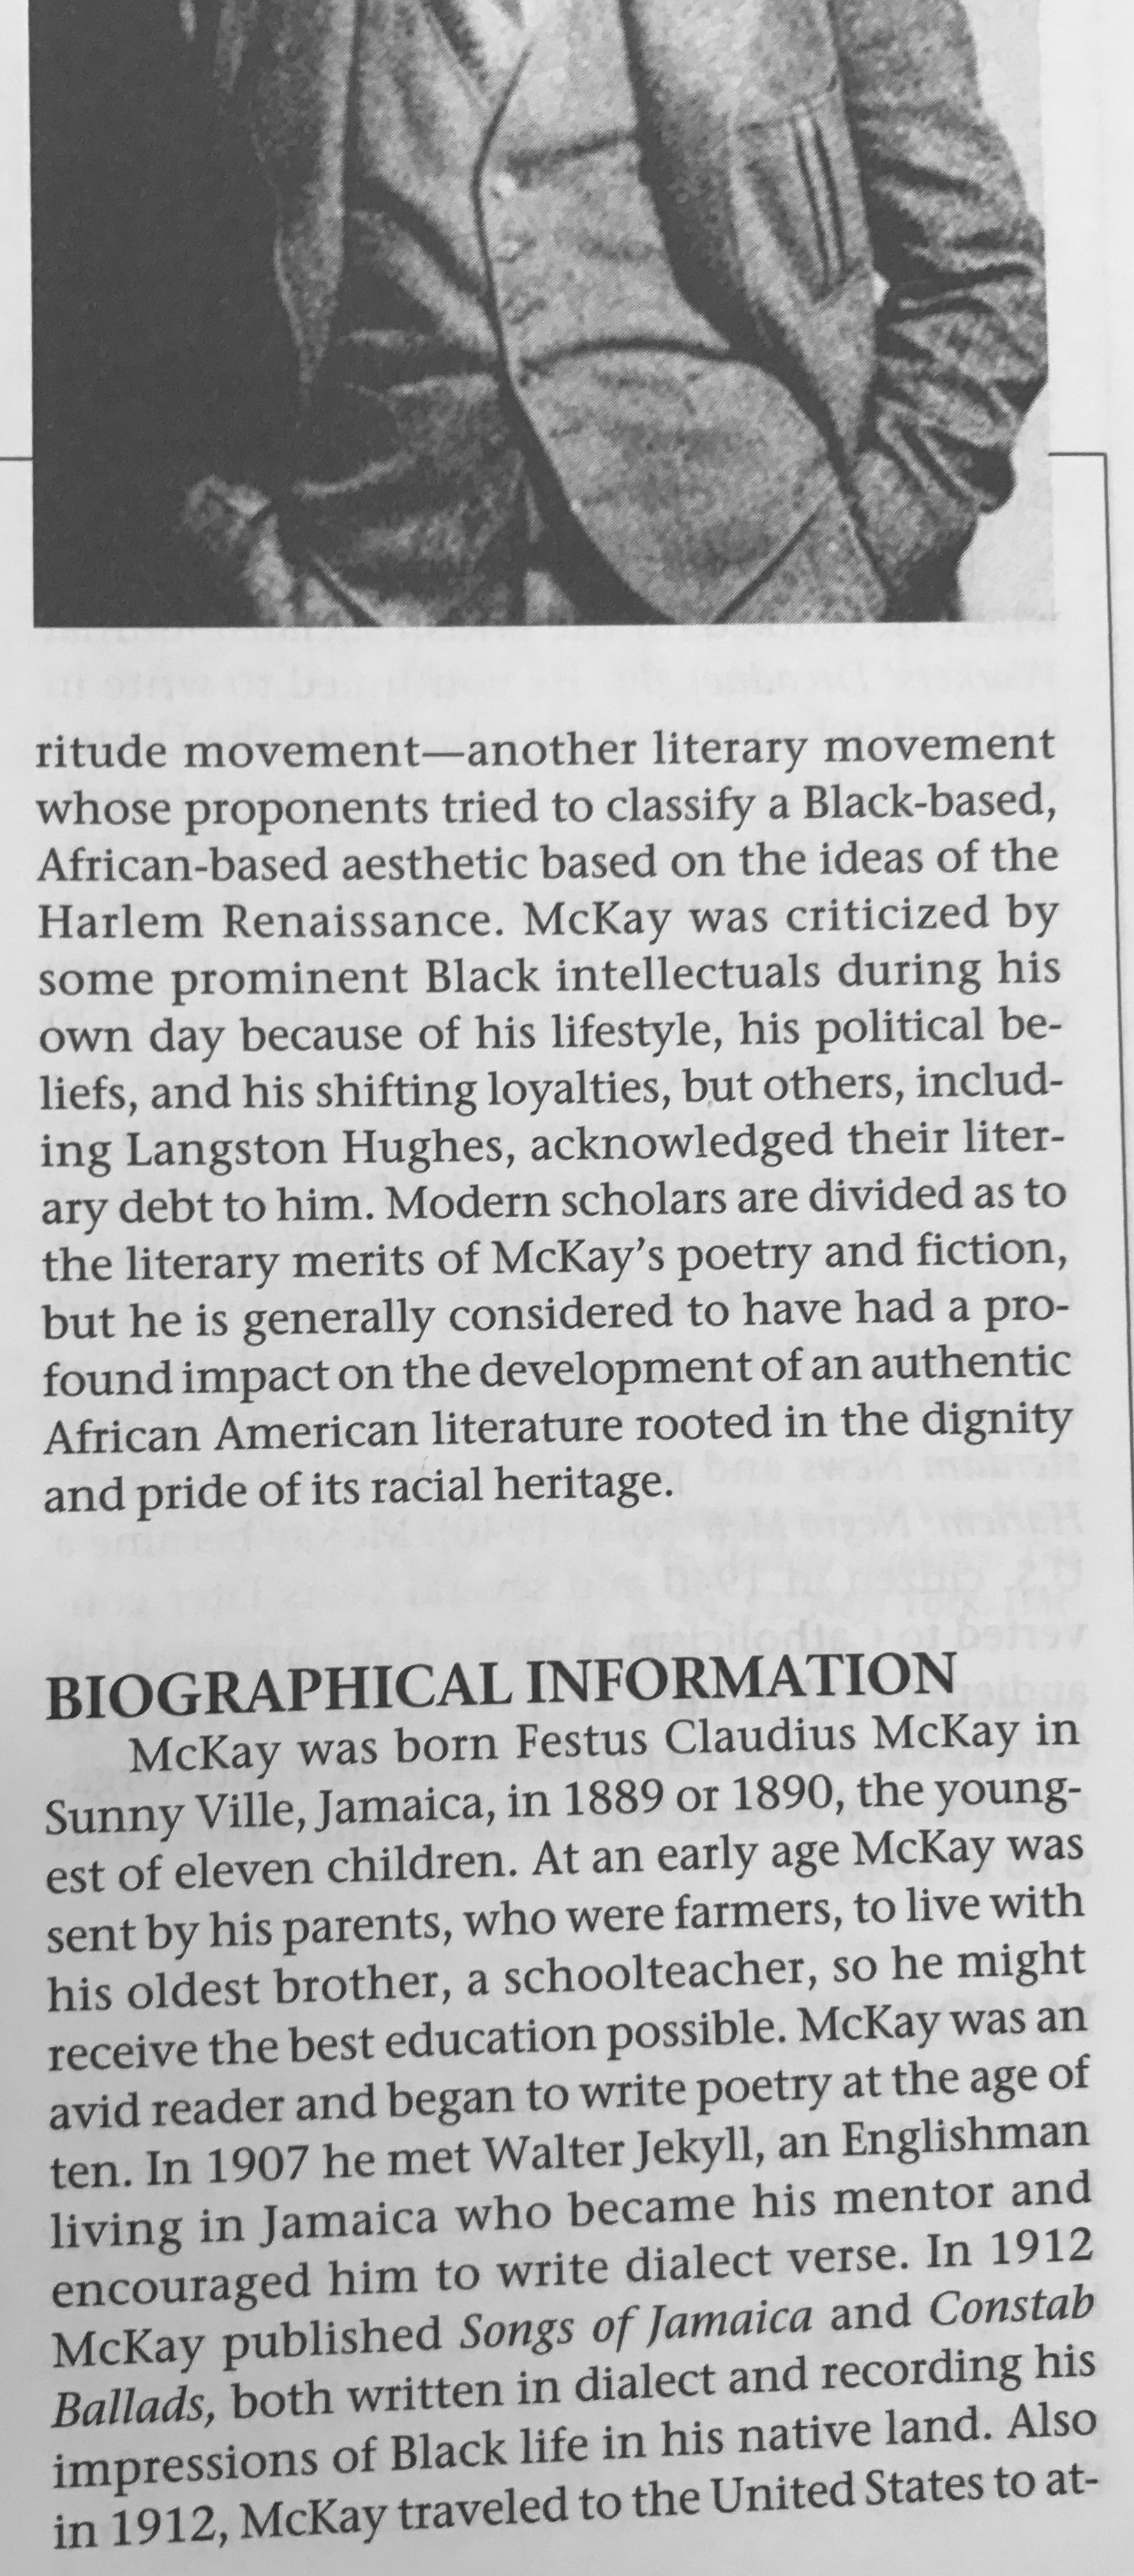 ritude movement—another literary movement
whose proponents tried to classify a Black-based,
African-based aesthetic based on the ideas of the
Harlem Renaissance. McKay was criticized by
some prominent Black intellectuals during his
own day because of his lifestyle, his political be-
liefs, and his shifting loyalties, but others, includ-
ing Langston Hughes, acknowledged their liter-
ary debt to him. Modern scholars are divided as to
the literary merits of McKay's poetry and fiction,
but he is generally considered to have had a pro-
found impact on the development of an authentic
African American literature rooted in the dignity
and pride of its racial heritage.
BIOGRAPHICAL INFORMATION
McKay was born Festus Claudius McKay in
Sunny Ville, Jamaica, in 1889 or 1890, the young-
est of eleven children. At an early age McKay was
sent by his parents, who were farmers, to live with
his oldest brother, a schoolteacher, so he might
receive the best education possible. McKay was an
avid reader and began to write poetry at the age of
ten. In 1907 he met Walter Jekyll, an Englishman
living in Jamaica who became his mentor and
encouraged him to write dialect verse. In 1912
McKay published Songs of Jamaica and Constab
Ballads, both written in dialect and recording his
impressions of Black life in his native land. Also
in 1912, McKay traveled to the United States to at-